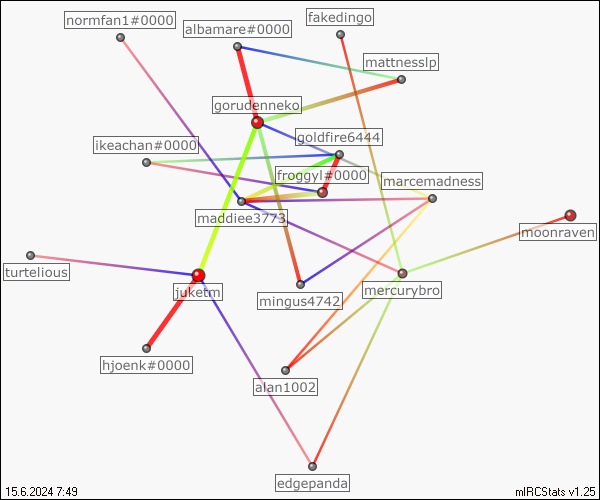 normfan1#0000
albamare#0000
fakedingo
mattnesslp
gorudenneko
goldfire6444
ikeachan#0000
froggyl#0000
marcemadness
maddiee3773
moonraven
turtelious
juketm
mingus4742
mercurybro
hjoenk#0000
alan1002
edgepanda
15.6.2024 7:49
mIRCStats v1.25